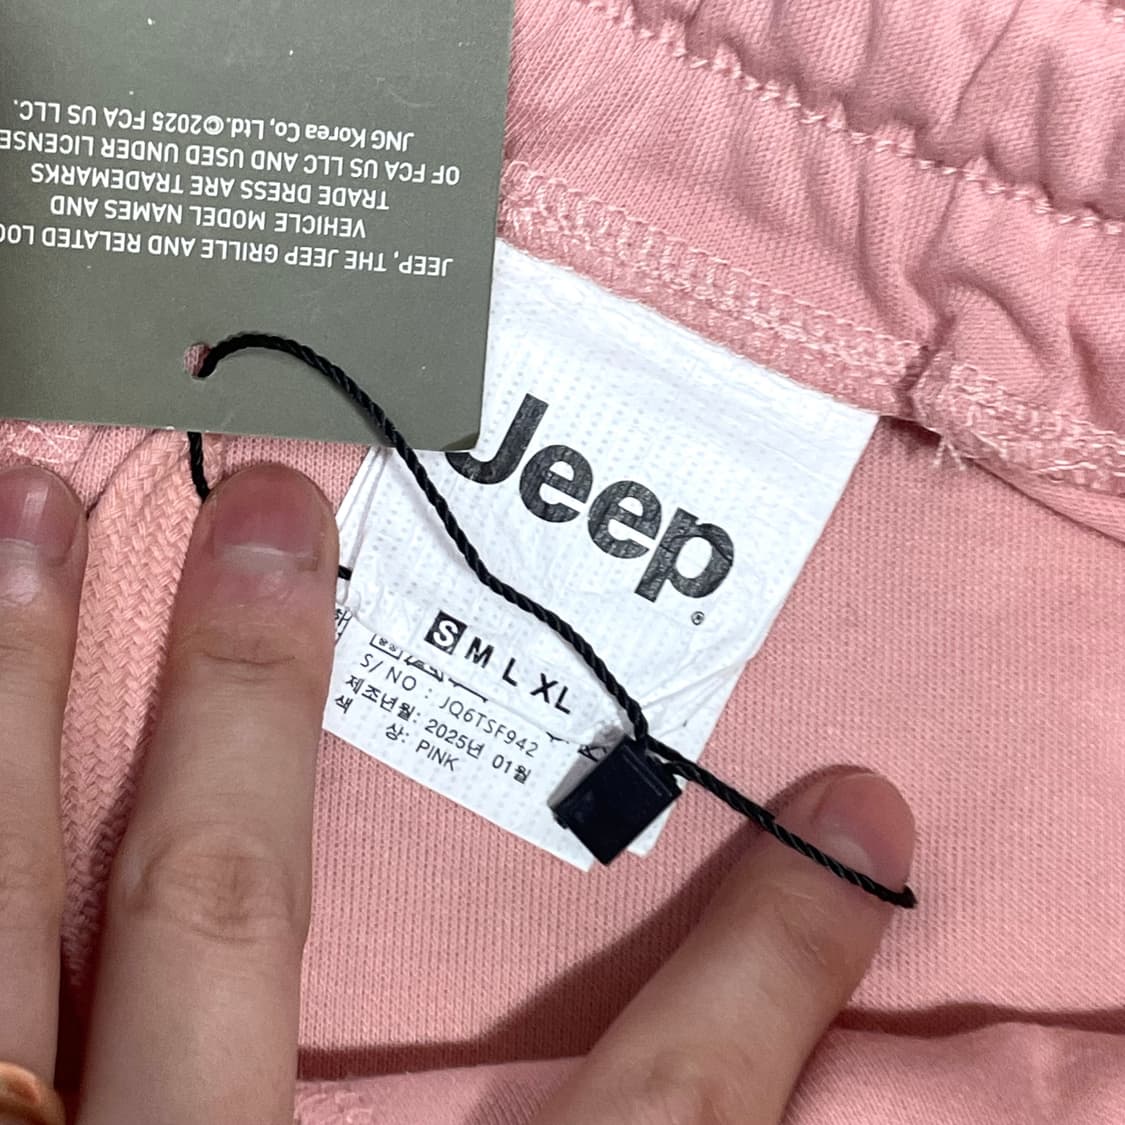 JEEP, THE JEEP GRILLE AND RELATED
VEHICLE MODEL NAMES AND
TRADE DRESS ARE TRADEMARKS
OF FCA US LLC AND USED UNDER LICENSE
JNG Korea Co, Ltd.©2025 FCA US LLC.
Jeep®
S M L XL
S/NO : JQ6TSF942
제조년월: 2025년 01월
색 상: PINK